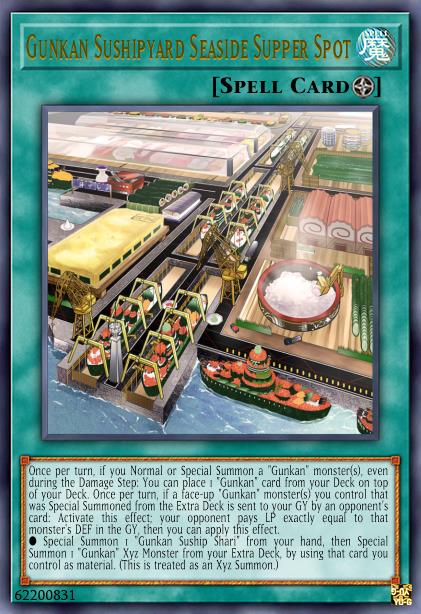 GUNKAN SUSHIPYARD SEASIDE SUPPER SPOT
SPELL
魔
[SPELL CARD]
Once per turn, if you Normal or Special Summon a "Gunkan" monster(s), even
during the Damage Step: You can place 1 "Gunkan" card from your Deck on top
of your Deck. Once per turn, if a face-up "Gunkan" monster(s) you control that
was Special Summoned from the Extra Deck is sent to your GY by an opponent's
card: Activate this effect; your opponent pays LP exactly equal to that
monster's DEF in the GY, then you can apply this effect.
● Special Summon 1 "Gunkan Suship Shari" from your hand, then Special
Summon 1 "Gunkan" Xyz Monster from your Extra Deck, by using that card you
control as material. (This is treated as an Xyz Summon.)
62200831